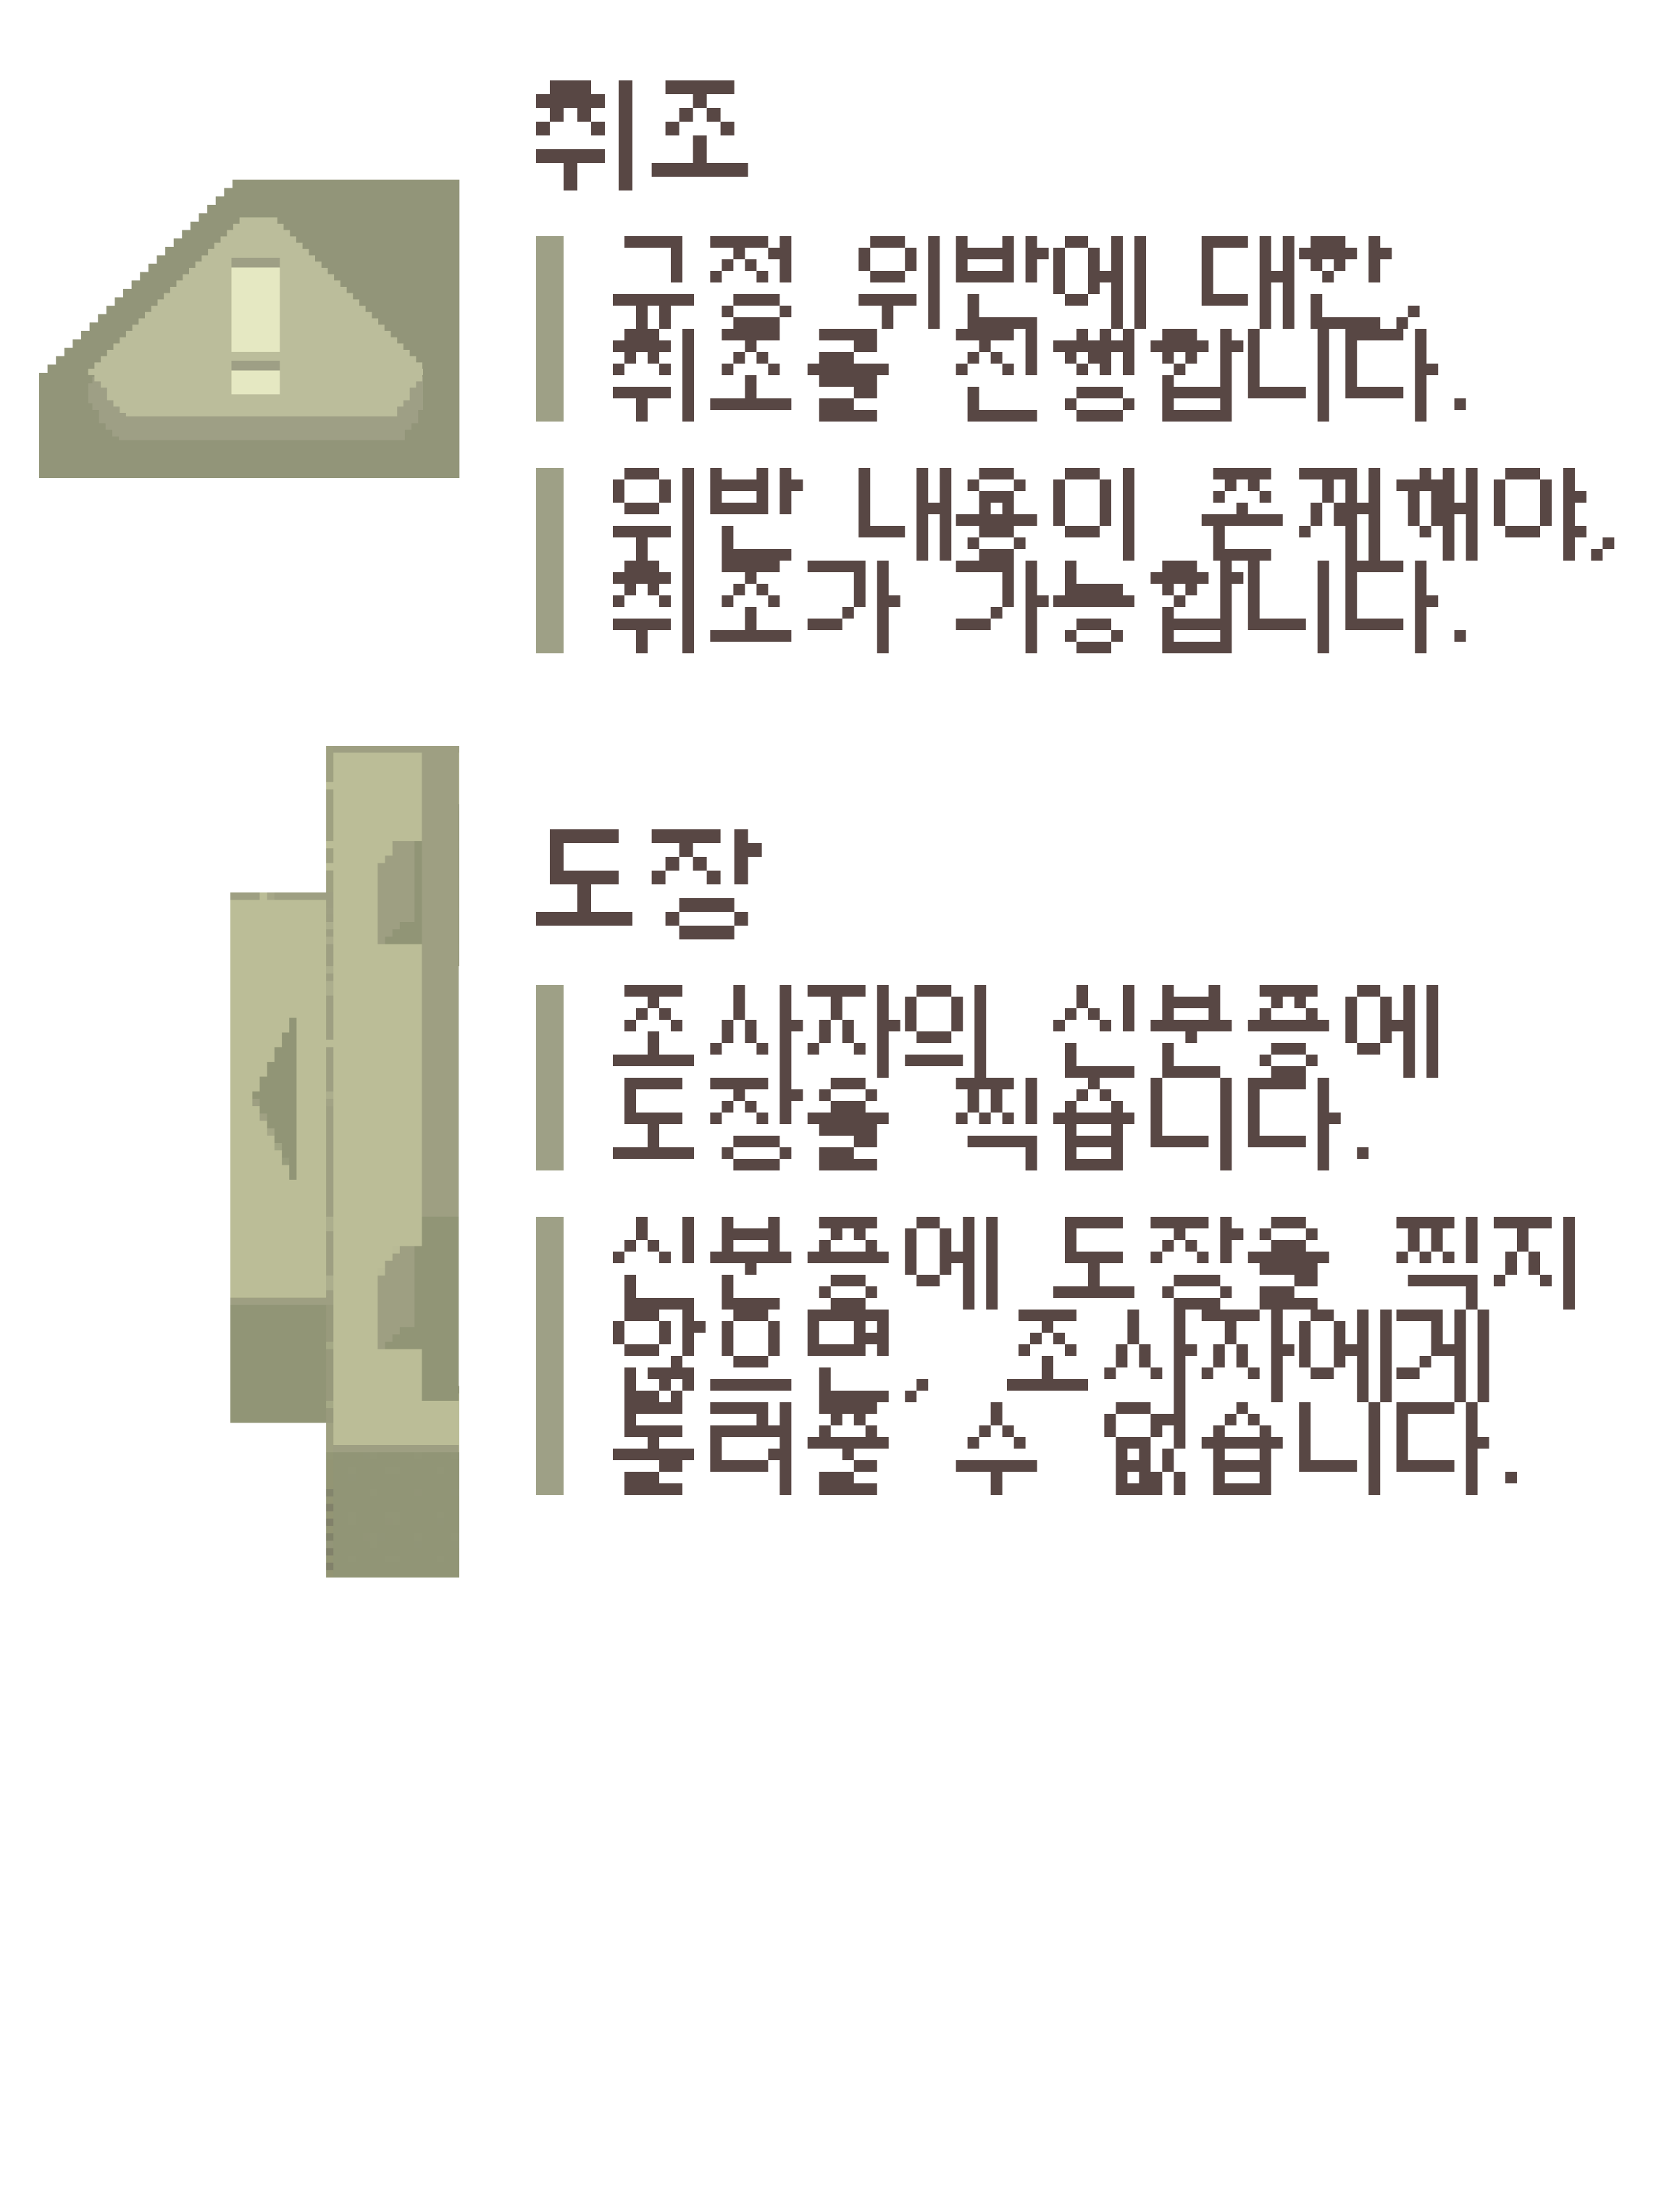 취조
규정 위반에 대한,
취조를 진행합니다.
위반 내용이 존재해야,
취조가 가능합니다.
도장
조사자의 신분증에
도장을 찍습니다.
신분증에 도장을 찍지
않으면, 조사자에게
돌려줄 수 없습니다.